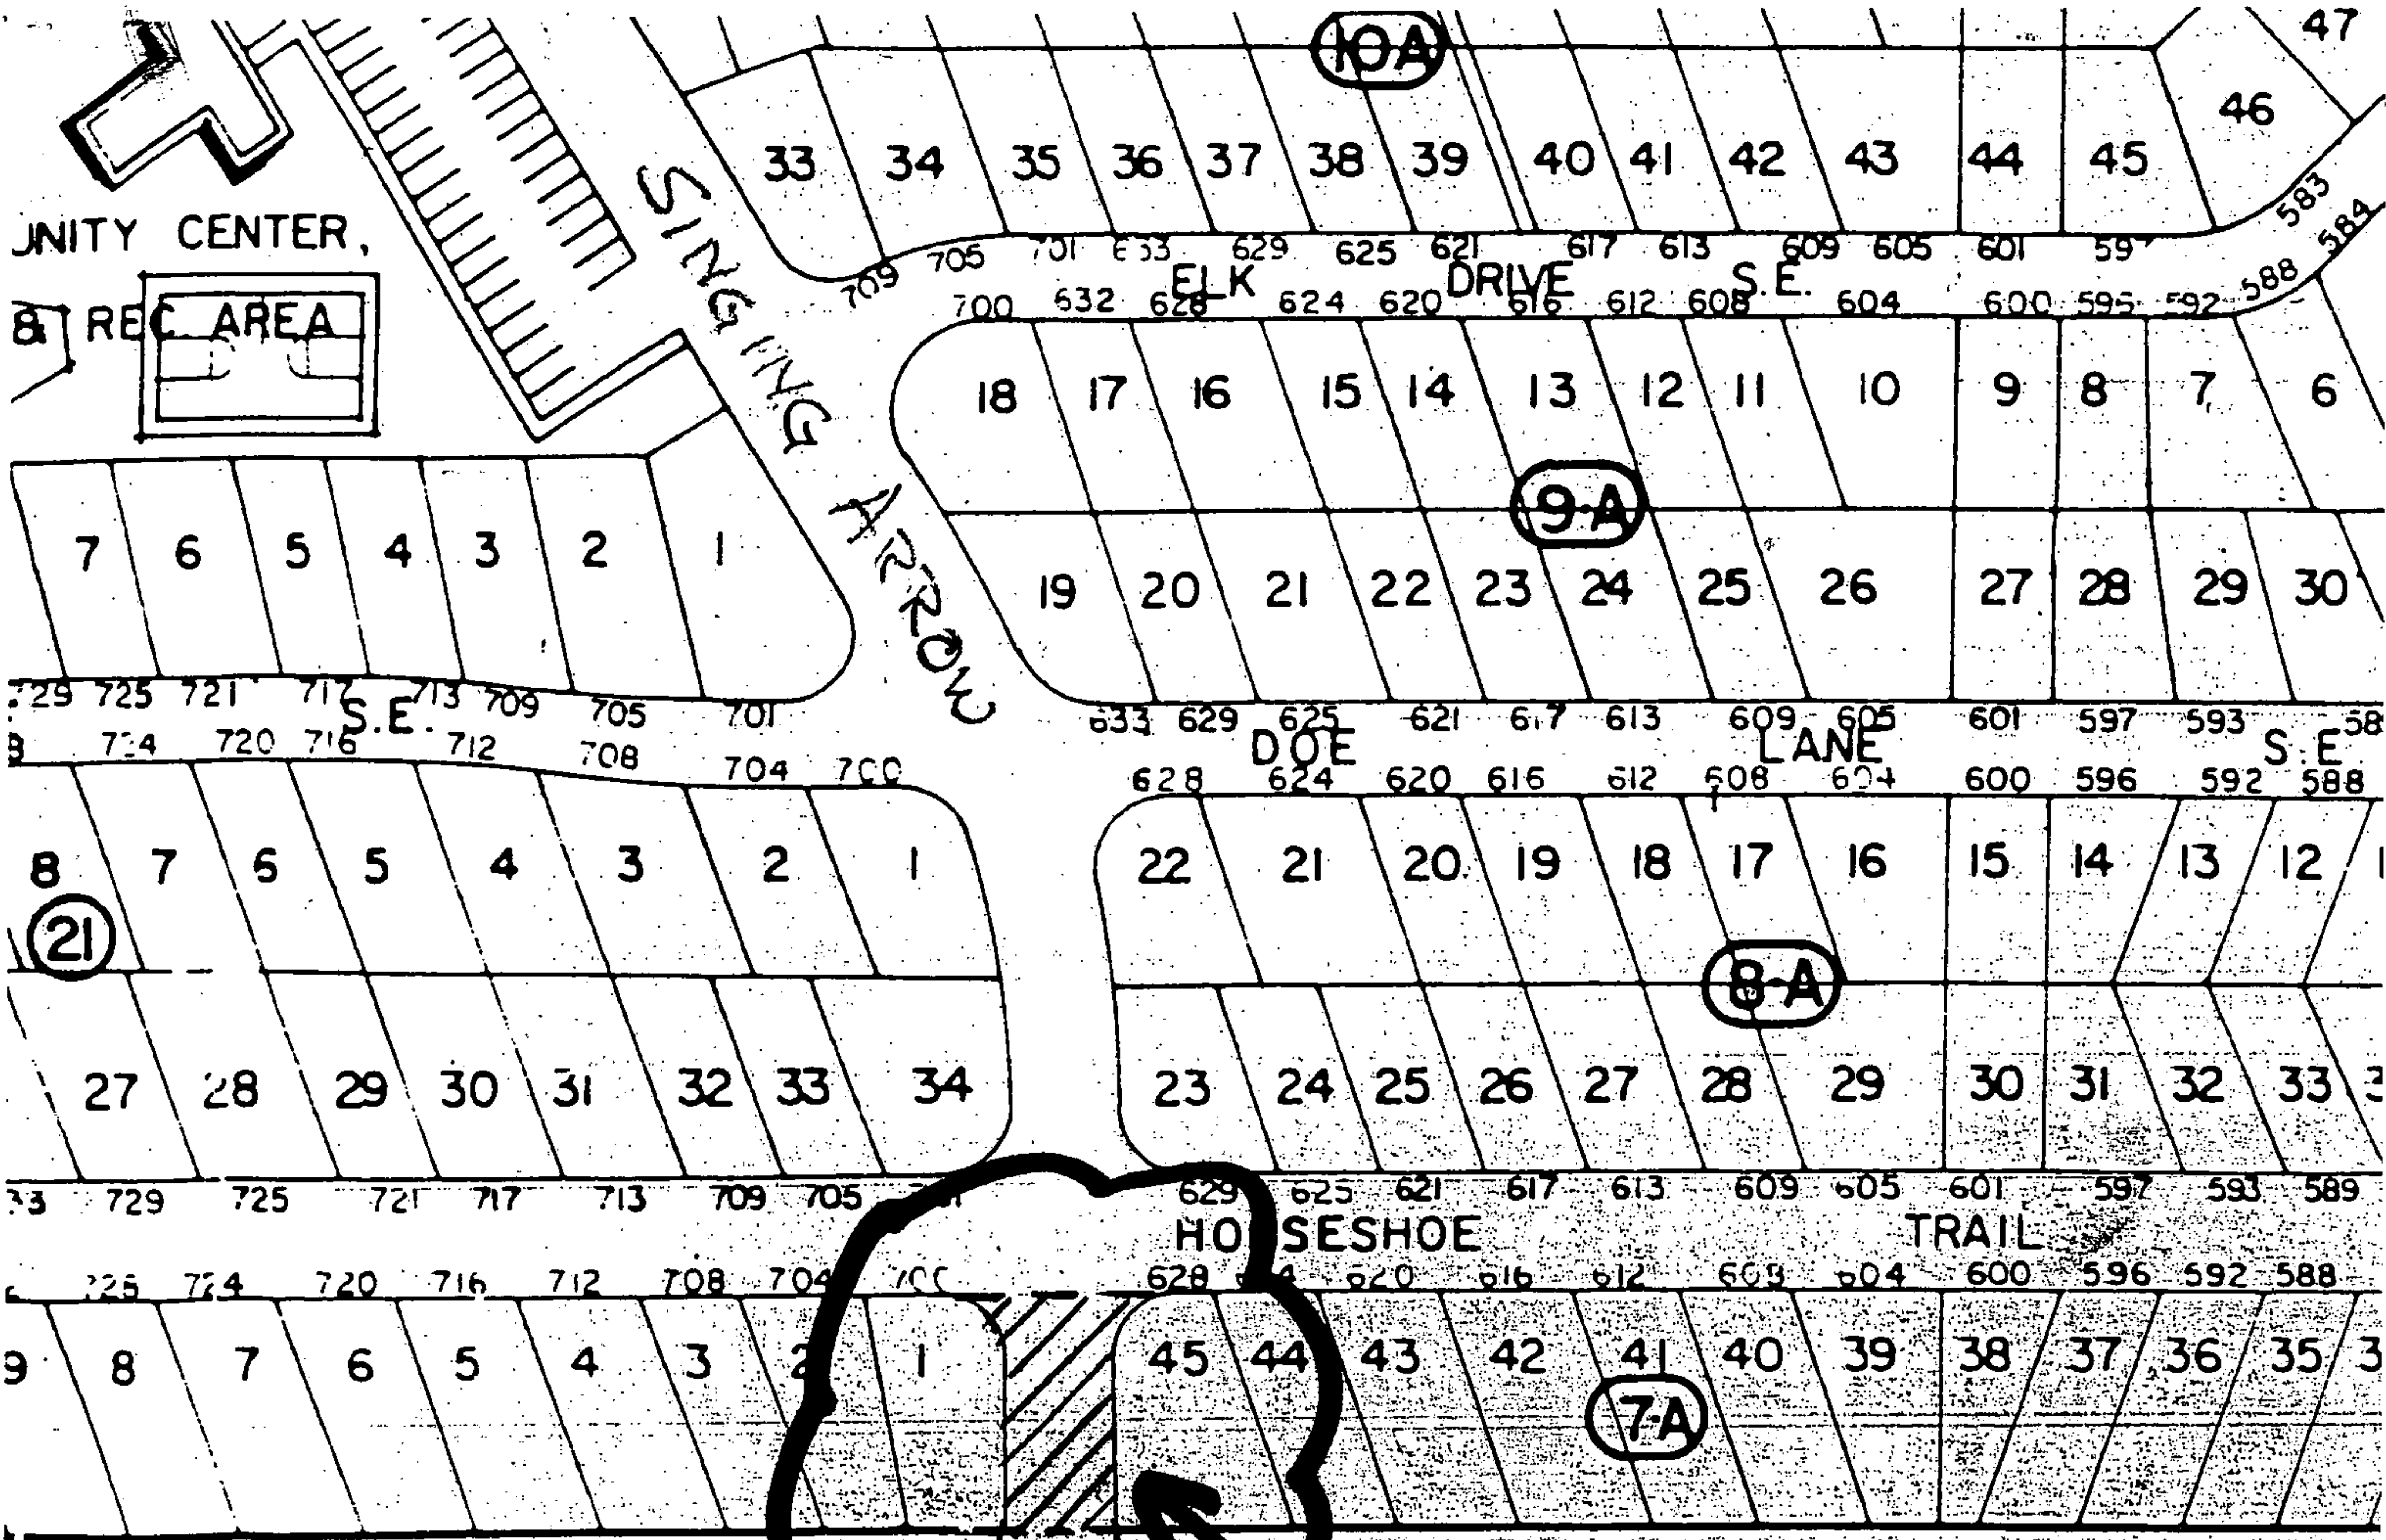 10A
47
46
33 34 35 36 37 38 39 40 41 42 43 44 45
SINGING ARROW
UNITY CENTER,
& REC. AREA
583
584
709 705 701 629 625 621 617 613 609 605 601
ELK DRIVE S.E.
700 632 628 624 620 616 612 608 604 600 592 588
18 17 16 15 14 13 12 11 10 9 8 7 6
9-A
7 6 5 4 3 2 1
19 20 21 22 23 24 25 26 27 28 29 30
729 725 721 717 713 709 705 701
S.E.
720 716 712 708 704 700
633 629 625 621 617 613 609 605 601 597 593
DOE LANE S.E
628 624 620 616 612 608 604 600 596 592 588
8 7 6 5 4 3 2 1
22 21 20 19 18 17 16 15 14 13 12
21
8-A
27 28 29 30 31 32 33 34
23 24 25 26 27 28 29 30 31 32 33
729 725 721 717 713 709 705
629 625 621 617 613 609 605 601 597 593 589
HORSESHOE TRAIL
724 720 716 712 708 704 700
628 620 616 612 604 600 596 592 588
9 8 7 6 5 4 3 2 1
45 44 43 42 41 40 39 38 37 36 35
7-A